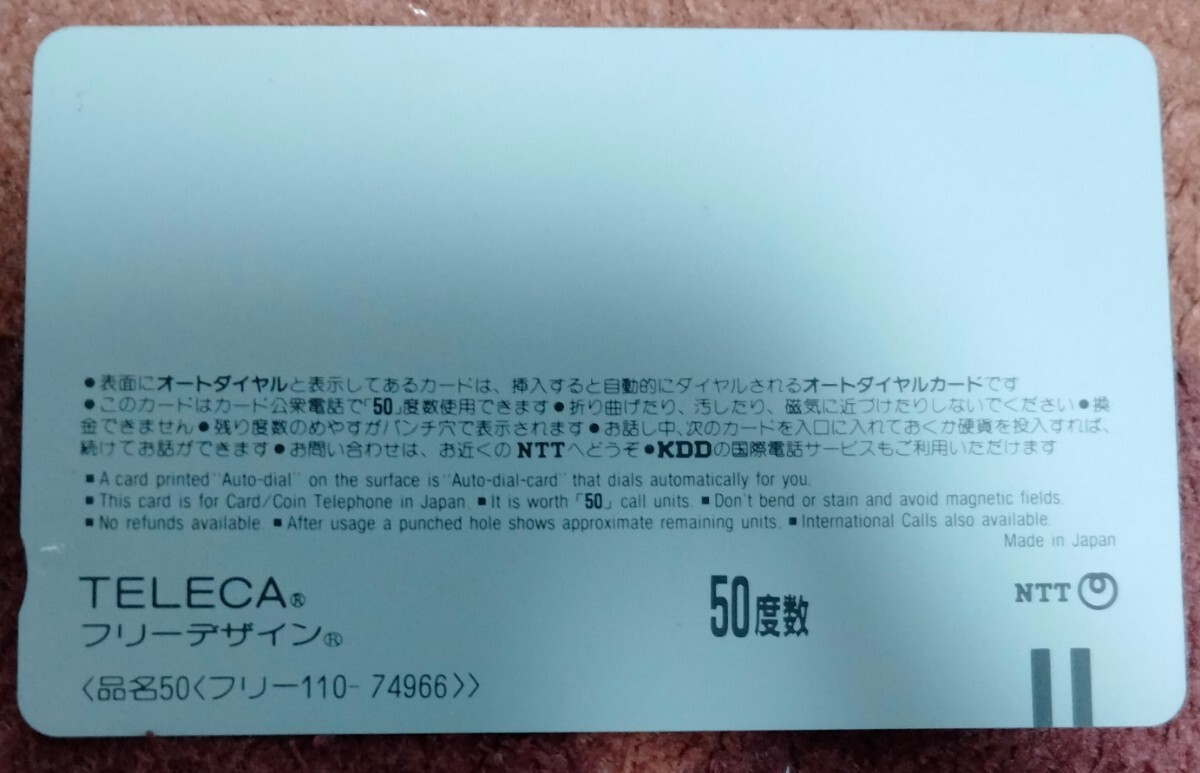 ●表面にオートダイヤルと表示してあるカードは、挿入すると自動的にダイヤルされるオートダイヤルカードです
●このカードはカード公衆電話で「50」度数使用できます●折り曲げたり、汚したり、磁気に近づけたりしないでください●換
金できません●残り度数のめやすがパンチ穴で表示されます●お話し中、次のカードを入口に入れておくか硬貨を投入すれば、
続けてお話ができます●お問い合わせは、お近くのNTTへどうぞ●KDDの国際電話サービスもご利用いただけます
■A card printed "Auto-dial" on the surface is "Auto-dial-card" that dials automatically for you.
■This card is for Card/Coin Telephone in Japan. ■It is worth「50」call units. ■Don't bend or stain and avoid magnetic fields.
■No refunds available. ■After usage a punched hole shows approximate remaining units. ■International Calls also available.
Made in Japan
TELECA®
フリーデザイン®
50度数
NTT
〈品名50〈フリー110-74966〉〉